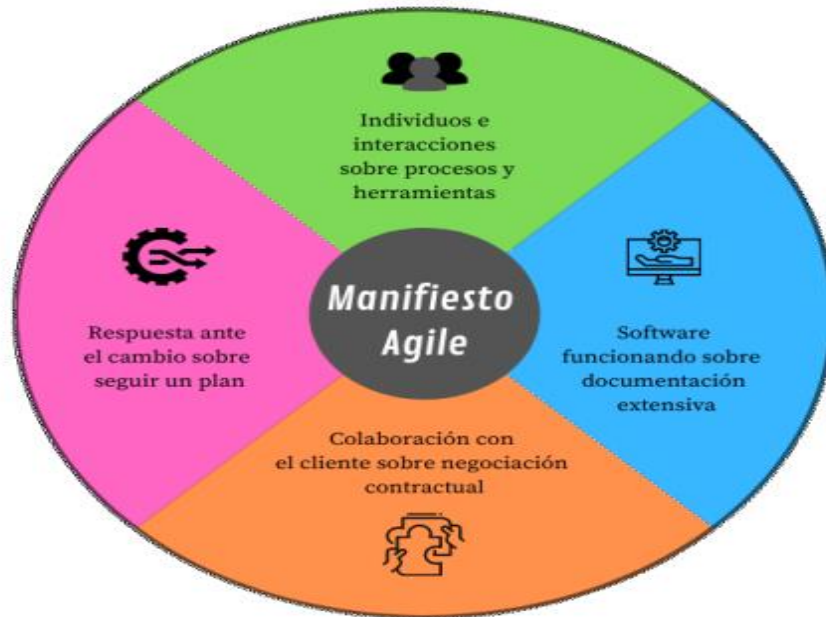 Individuos e
interacciones
sobre procesos y
herramientas
Manifiesto
Agile
Respuesta ante
el cambio sobre
seguir un plan
Software
funcionando sobre
documentación
extensiva
Colaboración con
el cliente sobre negociación
contractual